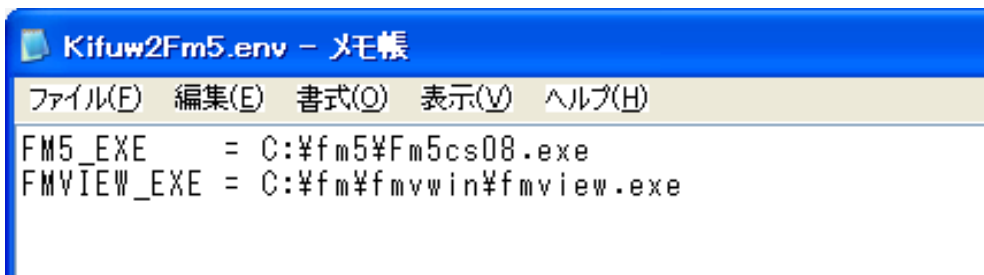 Kifuw2Fm5.env - メモ帳
ファイル(F) 編集(E) 書式(O) 表示(V) ヘルプ(H)
FM5_EXE    = C:¥fm5¥Fm5cs08.exe
FMVIEW_EXE = C:¥fm¥fmvwin¥fmview.exe